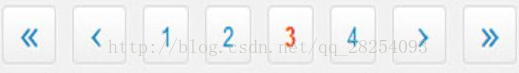 « ‹ 1 2 3 4 › »
http://blog.csdn.net/qq_28254093